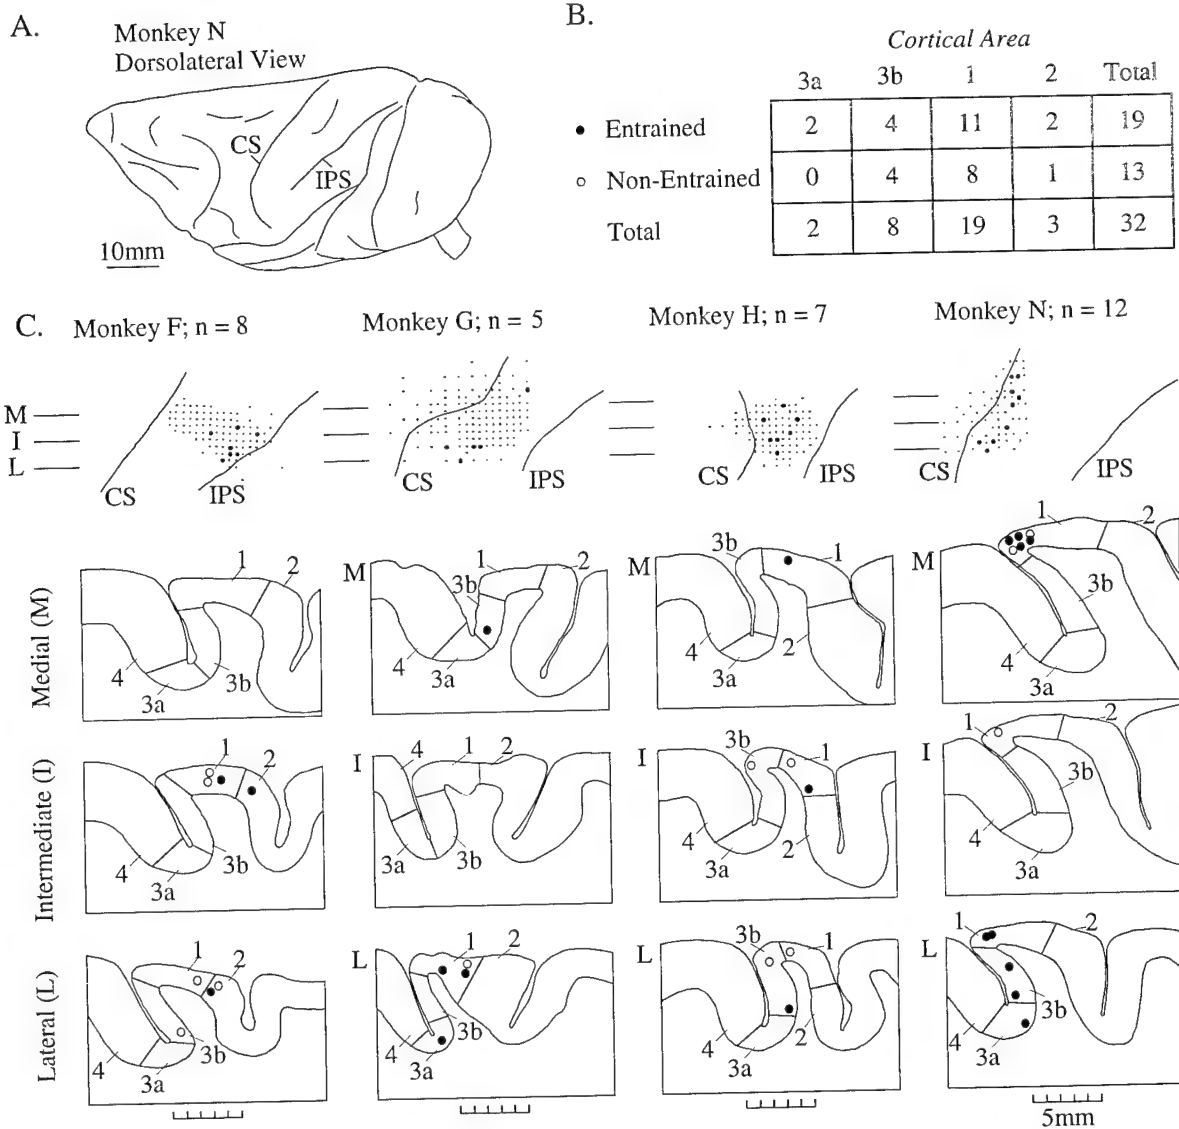 A.
Monkey N
Dorsolateral View
CS
IPS
10mm
B.
Cortical Area
3a 3b 1 2 Total
● Entrained 2 4 11 2 19
○ Non-Entrained 0 4 8 1 13
Total 2 8 19 3 32
C. Monkey F; n = 8 Monkey G; n = 5 Monkey H; n = 7 Monkey N; n = 12
M
I
L
CS IPS CS IPS CS IPS CS IPS
Medial (M)
1 2 4 3a 3b
M 3b 1 2 4 3a
M 3b 1 4 3a 2
M 1 2 3b 4 3a
Intermediate (I)
1 2 4 3a 3b
I 4 1 2 3a 3b
I 3b 1 4 3a 2
I 1 2 3b 4 3a
Lateral (L)
1 2 4 3a 3b
L 1 2 3b 4 3a
L 3b 1 4 3a 2
L 1 2 3b 4 3a
5mm